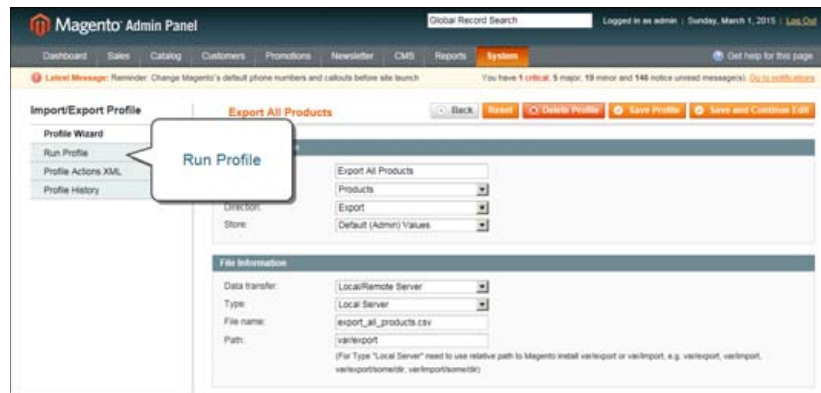 Magento Admin Panel
Global Record Search
Logged in as admin | Sunday, March 1, 2015 | Log Out
Dashboard Sales Catalog Customers Promotions Newsletter CMS Reports System
Get help for this page
Latest Message: Reminder: Change Magento's default phone numbers and callouts before site launch
You have 1 critical, 5 major, 19 minor and 146 notice unread message(s). Go to notifications
Import/Export Profile
Profile Wizard
Run Profile
Profile Actions XML
Profile History
Run Profile
Export All Products
Back Reset Delete Profile Save Profile Save and Continue Edit
Export All Products
Products
Direction: Export
Store: Default (Admin) Values
File Information
Data transfer: Local/Remote Server
Type: Local Server
File name: export_all_products.csv
Path: var/export
(For Type "Local Server" need to use relative path to Magento install var/export or var/import, e.g. var/export, var/import,
var/export/some/dir, var/import/some/dir)